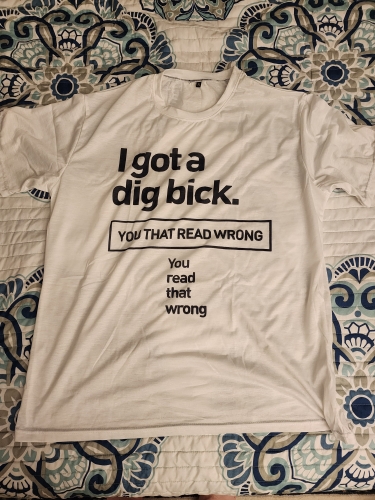 I got a
dig bick.
YOU THAT READ WRONG
You
read
that
wrong